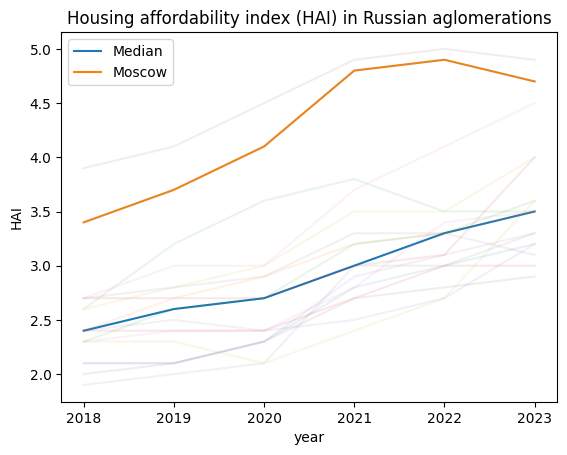 Housing affordability index (HAI) in Russian aglomerations
Median
Moscow
5.0
4.5
4.0
3.5
3.0
2.5
2.0
HAI
2018 2019 2020 2021 2022 2023
year